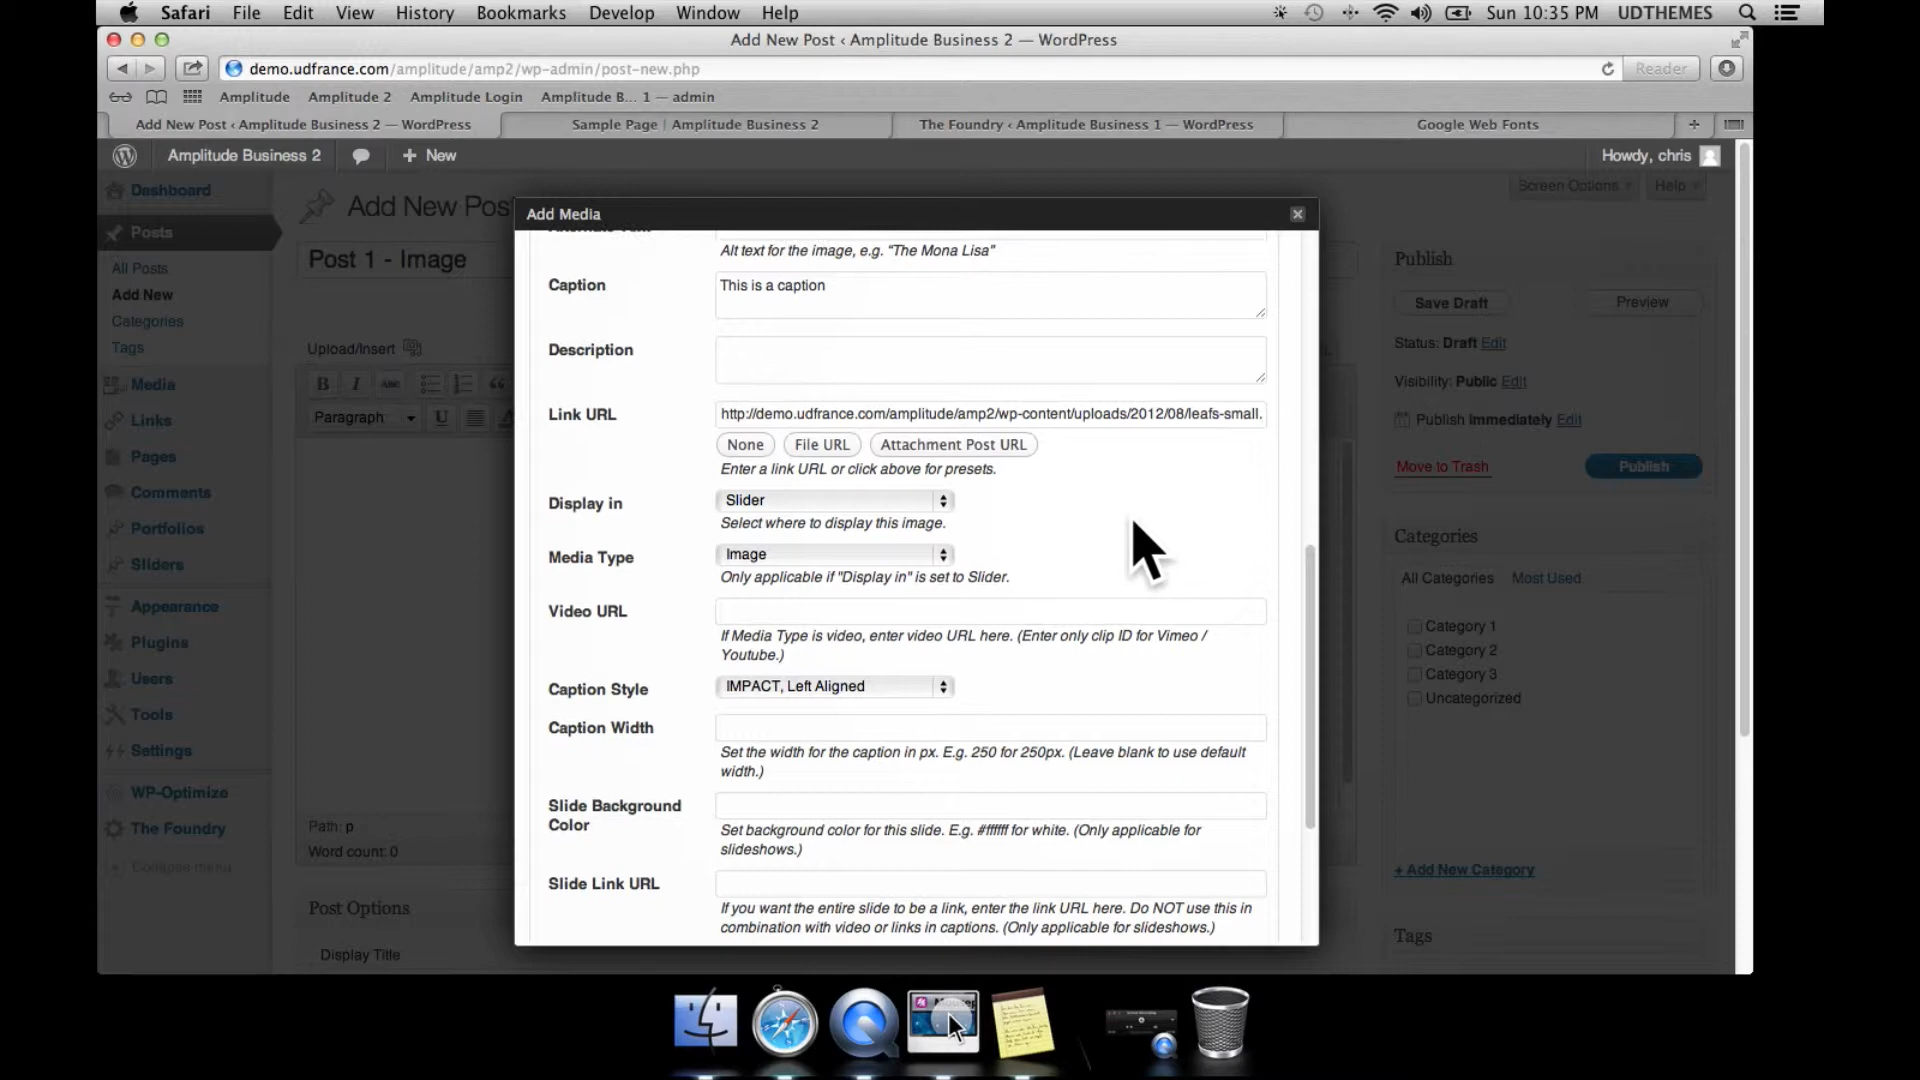 Safari File Edit View History Bookmarks Develop Window Help Sun 10:35 PM UDTHEMES
Add New Post ‹ Amplitude Business 2 — WordPress
demo.udfrance.com/amplitude/amp2/wp-admin/post-new.php Reader
Amplitude Amplitude 2 Amplitude Login Amplitude B... 1 — admin
Add New Post ‹ Amplitude Business 2 — WordPress Sample Page | Amplitude Business 2 The Foundry ‹ Amplitude Business 1 — WordPress Google Web Fonts
Amplitude Business 2 + New Howdy, chris
Screen Options Help
Dashboard
Posts
All Posts
Add New
Categories
Tags
Media
Links
Pages
Comments
Portfolios
Sliders
Appearance
Plugins
Users
Tools
Settings
WP-Optimize
The Foundry
Collapse menu
Add New Pos
Post 1 - Image
Upload/Insert
B I ABC
Paragraph U A
Path: p
Word count: 0
Post Options
Display Title
Add Media
Alt text for the image, e.g. “The Mona Lisa”
Caption This is a caption
Description
Link URL http://demo.udfrance.com/amplitude/amp2/wp-content/uploads/2012/08/leafs-small.
None File URL Attachment Post URL
Enter a link URL or click above for presets.
Display in Slider
Select where to display this image.
Media Type Image
Only applicable if "Display in" is set to Slider.
Video URL
If Media Type is video, enter video URL here. (Enter only clip ID for Vimeo /
Youtube.)
Caption Style IMPACT, Left Aligned
Caption Width
Set the width for the caption in px. E.g. 250 for 250px. (Leave blank to use default
width.)
Slide Background
Color
Set background color for this slide. E.g. #ffffff for white. (Only applicable for
slideshows.)
Slide Link URL
If you want the entire slide to be a link, enter the link URL here. Do NOT use this in
combination with video or links in captions. (Only applicable for slideshows.)
Publish
Save Draft Preview
Status: Draft Edit
Visibility: Public Edit
Publish Immediately Edit
Move to Trash Publish
Categories
All Categories Most Used
Category 1
Category 2
Category 3
Uncategorized
+ Add New Category
Tags